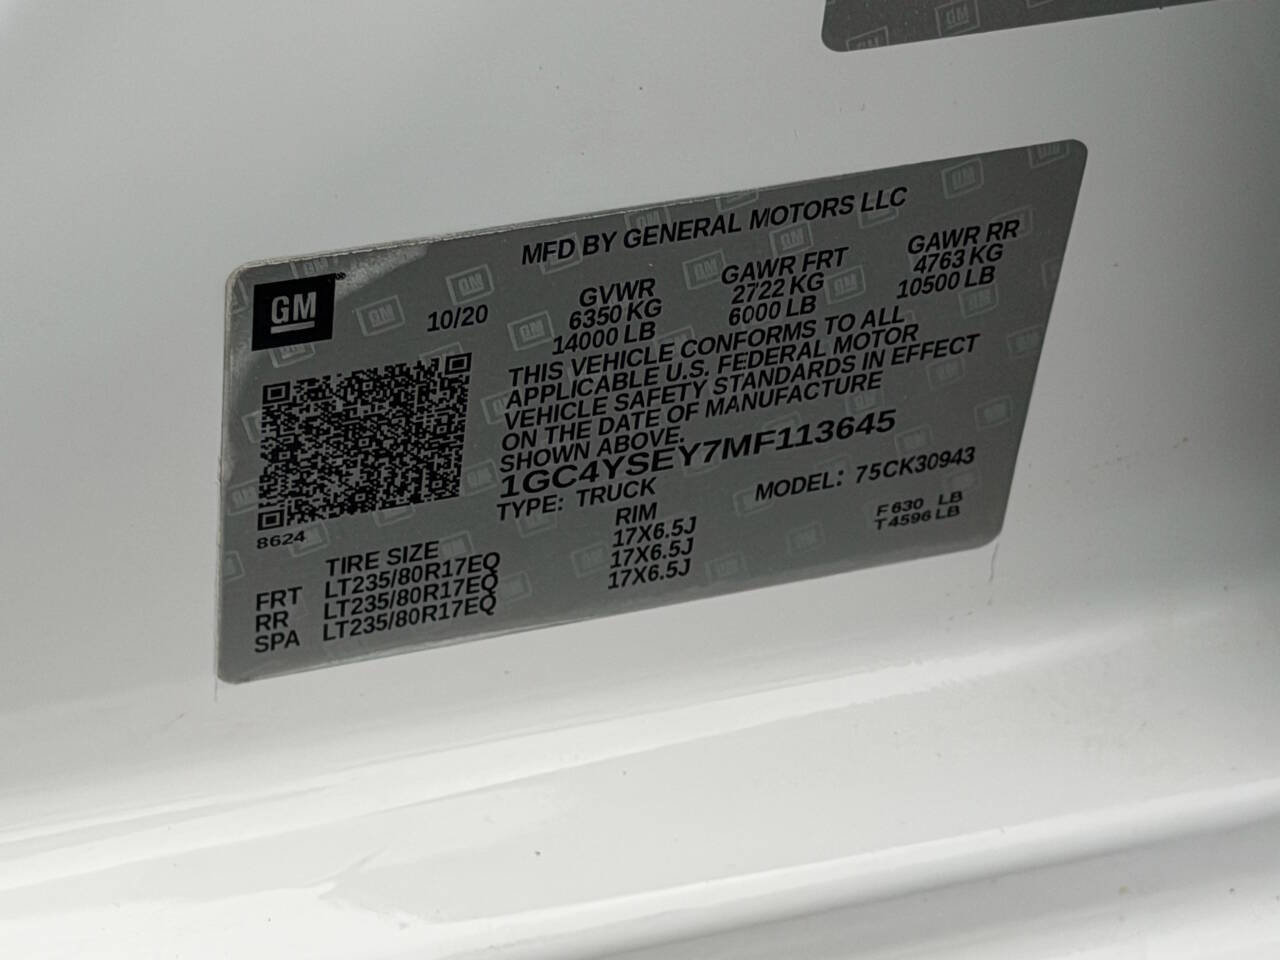 MFD BY GENERAL MOTORS LLC
GM
10/20
GVWR
6350 KG
14000 LB
GAWR FRT
2722 KG
6000 LB
GAWR RR
4763 KG
10500 LB
THIS VEHICLE CONFORMS TO ALL
APPLICABLE U.S. FEDERAL MOTOR
VEHICLE SAFETY STANDARDS IN EFFECT
ON THE DATE OF MANUFACTURE
SHOWN ABOVE.
1GC4YSEY7MF113645
TYPE: TRUCK
MODEL: 75CK30943
8624
F 630 LB
T 4596 LB
TIRE SIZE
RIM
FRT LT235/80R17EQ 17X6.5J
RR LT235/80R17EQ 17X6.5J
SPA LT235/80R17EQ 17X6.5J